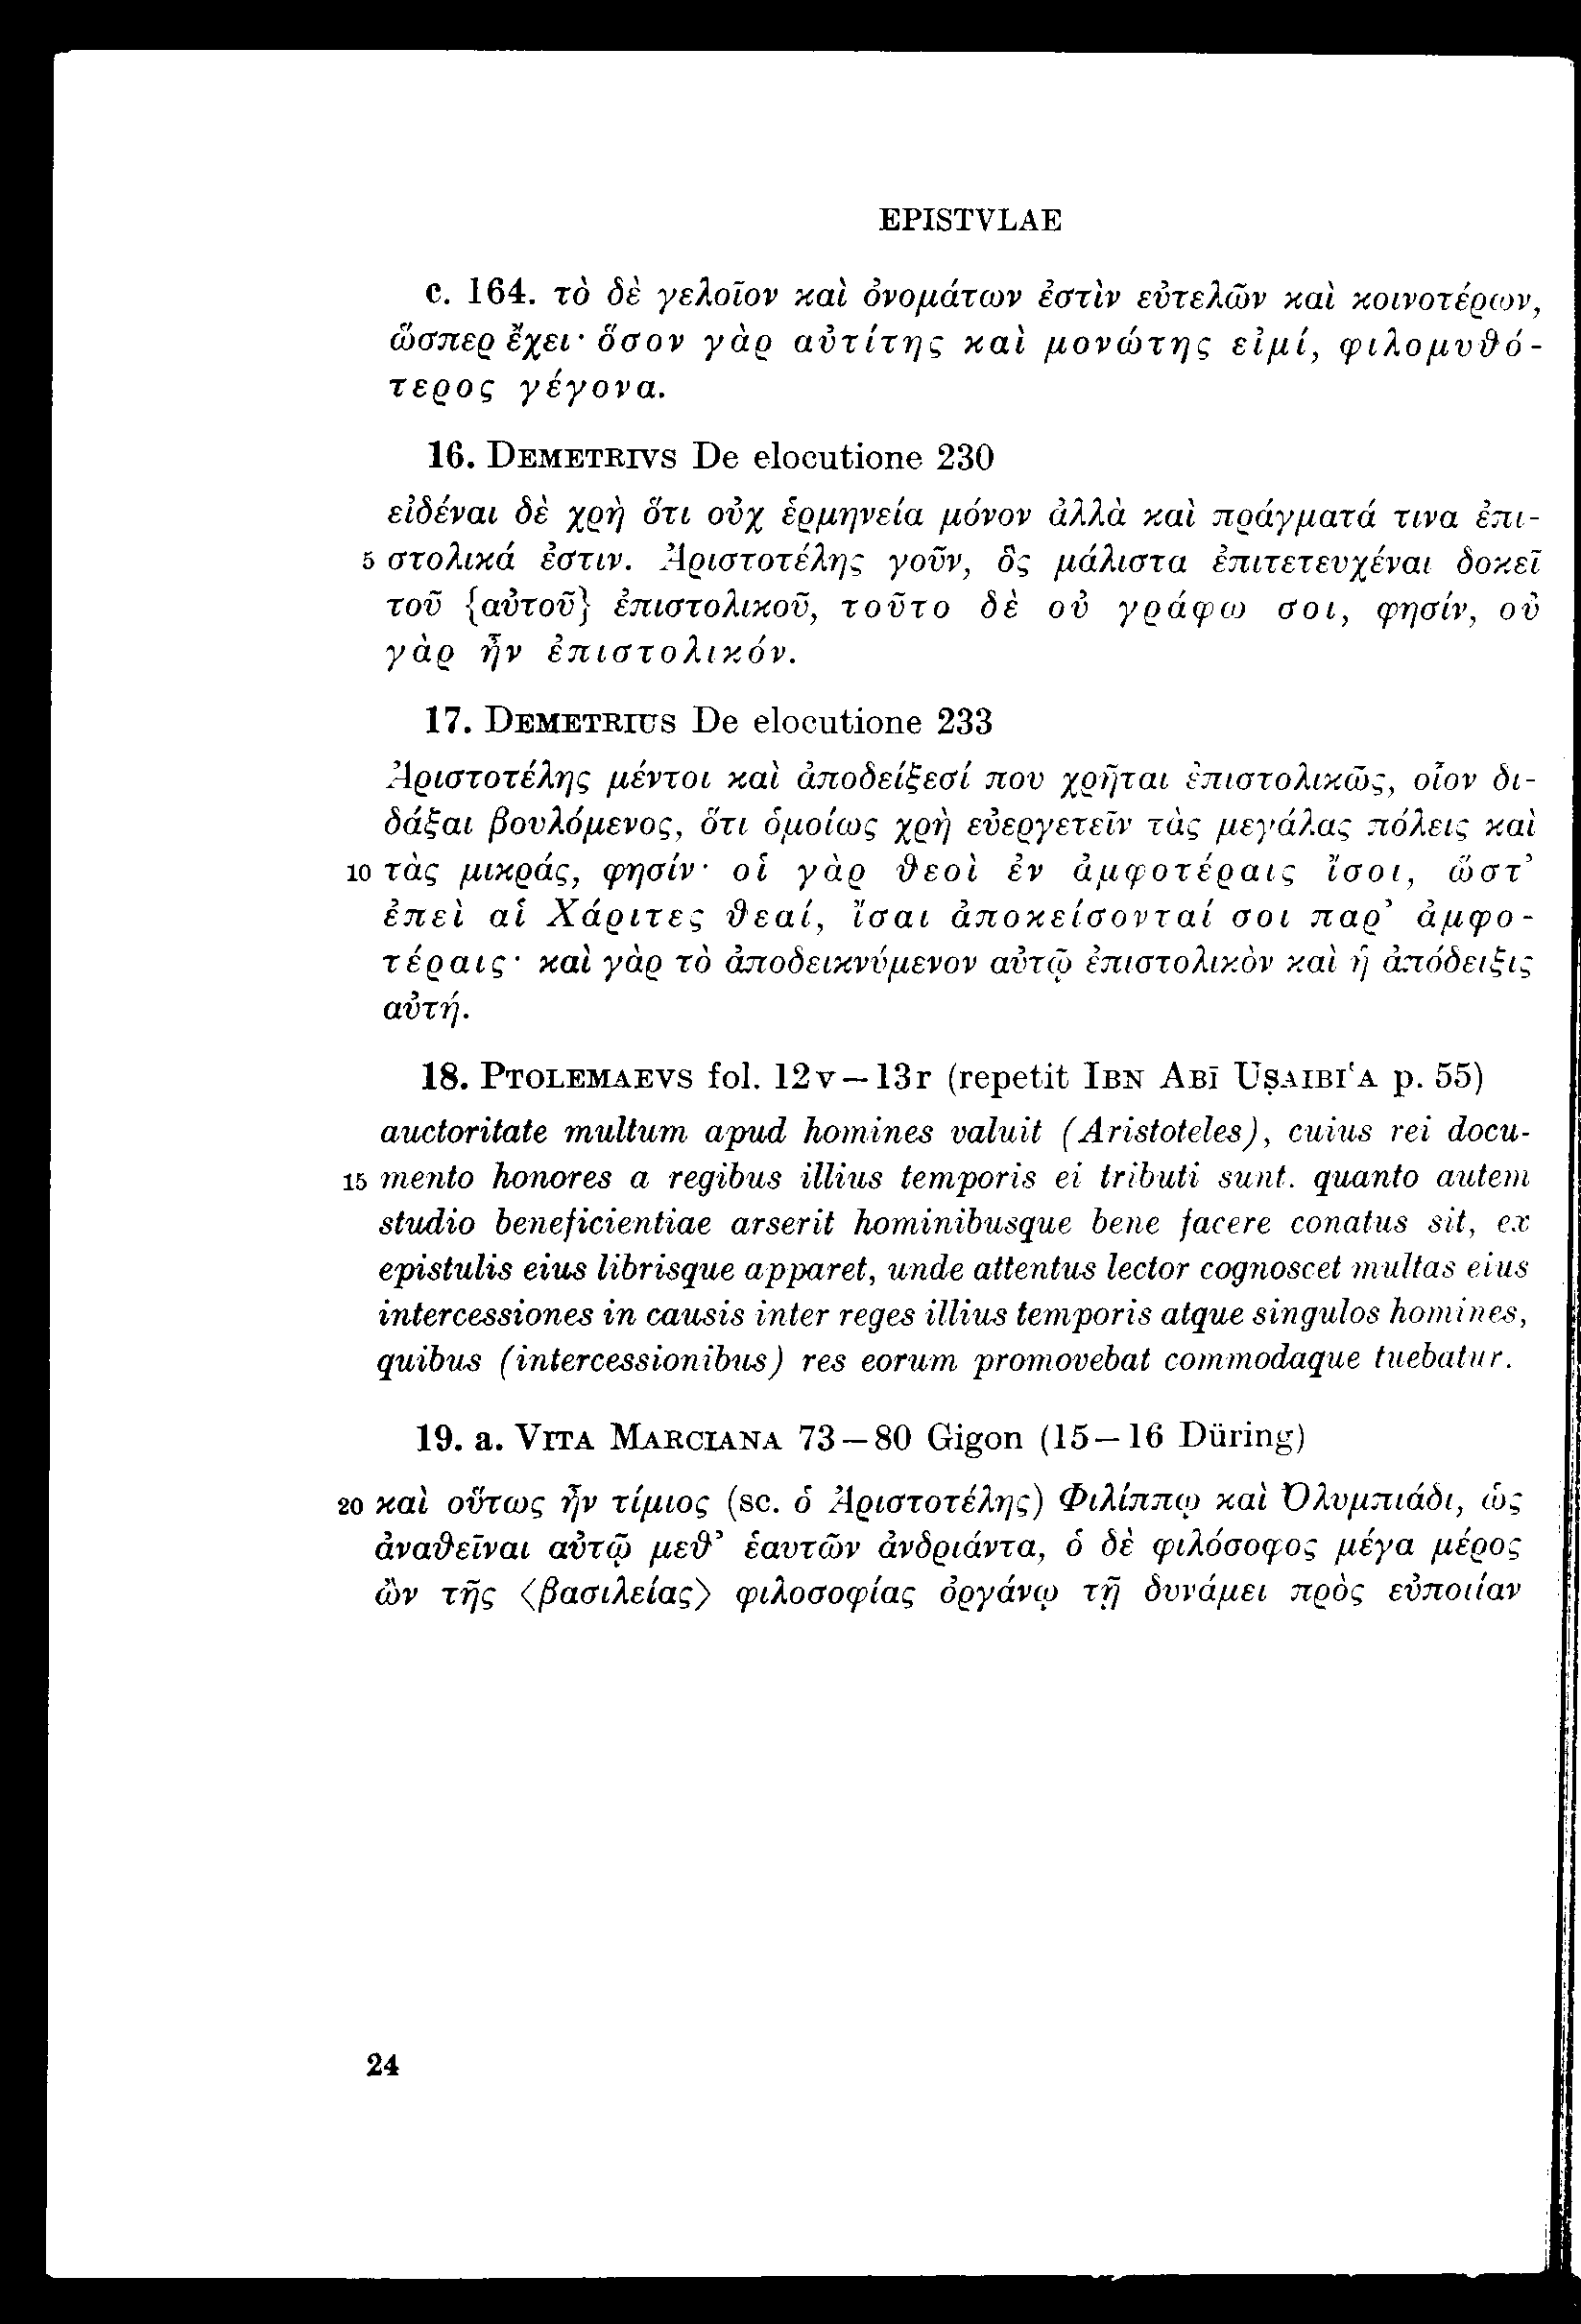 EPISTVLAE
c. 164. τὸ δὲ γελοῖον καὶ ὀνομάτων ἐστὶν εὐτελῶν καὶ κοινοτέρων,
ὥσπερ ἔχει· ὅσον γὰρ αὐτίτης καὶ μονώτης εἰμί, φιλομυθό-
τερος γέγονα.
16. DEMETRIVS De elocutione 230
εἰδέναι δὲ χρὴ ὅτι οὐχ ἑρμηνεία μόνον ἀλλὰ καὶ πράγματά τινα ἐπι-
5 στολικά ἐστιν. Ἀριστοτέλης γοῦν, ὃς μάλιστα ἐπιτετευχέναι δοκεῖ
τοῦ {αὐτοῦ} ἐπιστολικοῦ, τοῦτο δὲ οὐ γράφω σοι, φησίν, οὐ
γὰρ ἦν ἐπιστολικόν.
17. DEMETRIUS De elocutione 233
Ἀριστοτέλης μέντοι καὶ ἀποδείξεσί που χρῆται ἐπιστολικῶς, οἷον δι-
δάξαι βουλόμενος, ὅτι ὁμοίως χρὴ εὐεργετεῖν τὰς μεγάλας πόλεις καὶ
10 τὰς μικράς, φησίν· οἱ γὰρ θεοὶ ἐν ἀμφοτέραις ἴσοι, ὥστ’
ἐπεὶ αἱ Χάριτες θεαί, ἴσαι ἀποκείσονταί σοι παρ’ ἀμφο-
τέραις· καὶ γὰρ τὸ ἀποδεικνύμενον αὐτῷ ἐπιστολικὸν καὶ ἡ ἀπόδειξις
αὐτή.
18. PTOLEMAEVS fol. 12v—13r (repetit IBN ABĪ UṢAIBIʿA p. 55)
auctoritate multum apud homines valuit (Aristoteles), cuius rei docu-
15 mento honores a regibus illius temporis ei tributi sunt. quanto autem
studio beneficientiae arserit hominibusque bene facere conatus sit, ex
epistulis eius librisque apparet, unde attentus lector cognoscet multas eius
intercessiones in causis inter reges illius temporis atque singulos homines,
quibus (intercessionibus) res eorum promovebat commodaque tuebatur.
19. a. VITA MARCIANA 73—80 Gigon (15—16 Düring)
20 καὶ οὕτως ἦν τίμιος (sc. ὁ Ἀριστοτέλης) Φιλίππῳ καὶ Ὀλυμπιάδι, ὡς
ἀναθεῖναι αὐτῷ μεθ’ ἑαυτῶν ἀνδριάντα, ὁ δὲ φιλόσοφος μέγα μέρος
ὢν τῆς ⟨βασιλείας⟩ φιλοσοφίας ὀργάνῳ τῇ δυνάμει πρὸς εὐποιίαν
24